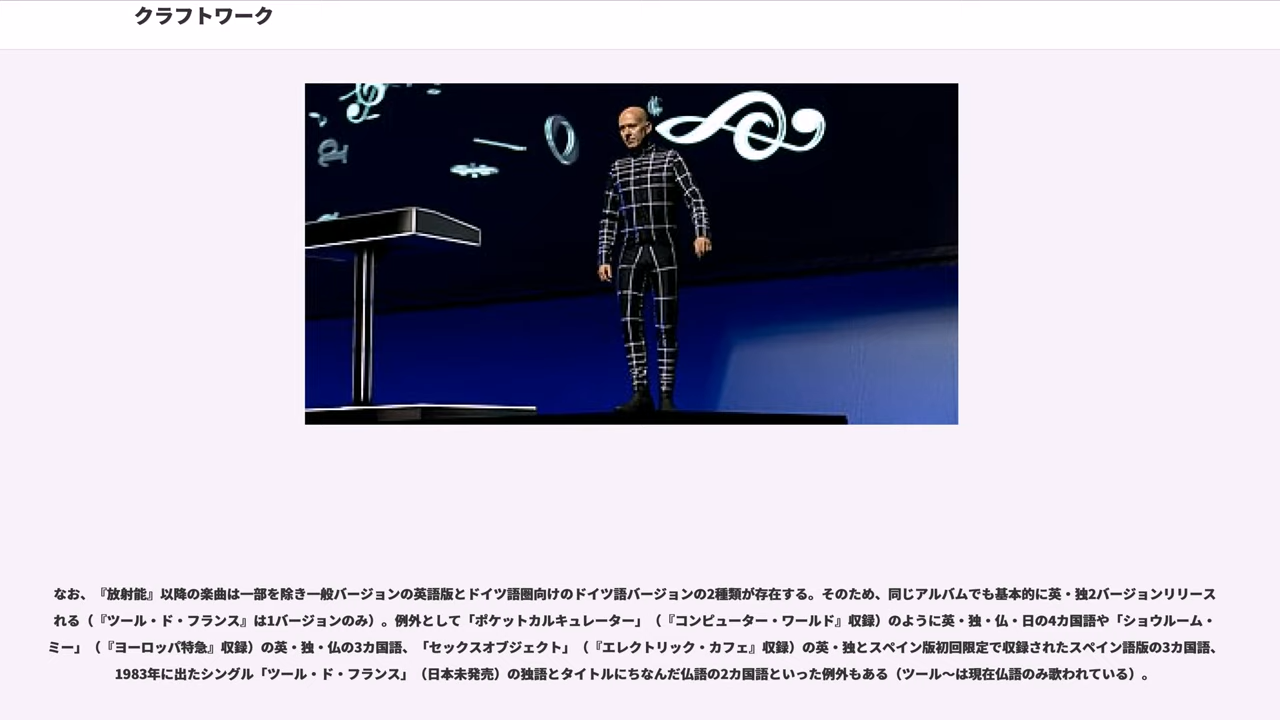 クラフトワーク
なお、『放射能』以降の楽曲は一部を除き一般バージョンの英語版とドイツ語圏向けのドイツ語バージョンの2種類が存在する。そのため、同じアルバムでも基本的に英・独2バージョンリリース
れる（『ツール・ド・フランス』は1バージョンのみ）。例外として「ポケットカルキュレーター」（『コンピューター・ワールド』収録）のように英・独・仏・日の4カ国語や「ショウルーム・
ミー」（『ヨーロッパ特急』収録）の英・独・仏の3カ国語、「セックスオブジェクト」（『エレクトリック・カフェ』収録）の英・独とスペイン版初回限定で収録されたスペイン語版の3カ国語、
1983年に出たシングル「ツール・ド・フランス」（日本未発売）の独語とタイトルにちなんだ仏語の2カ国語といった例外もある（ツール〜は現在仏語のみ歌われている）。